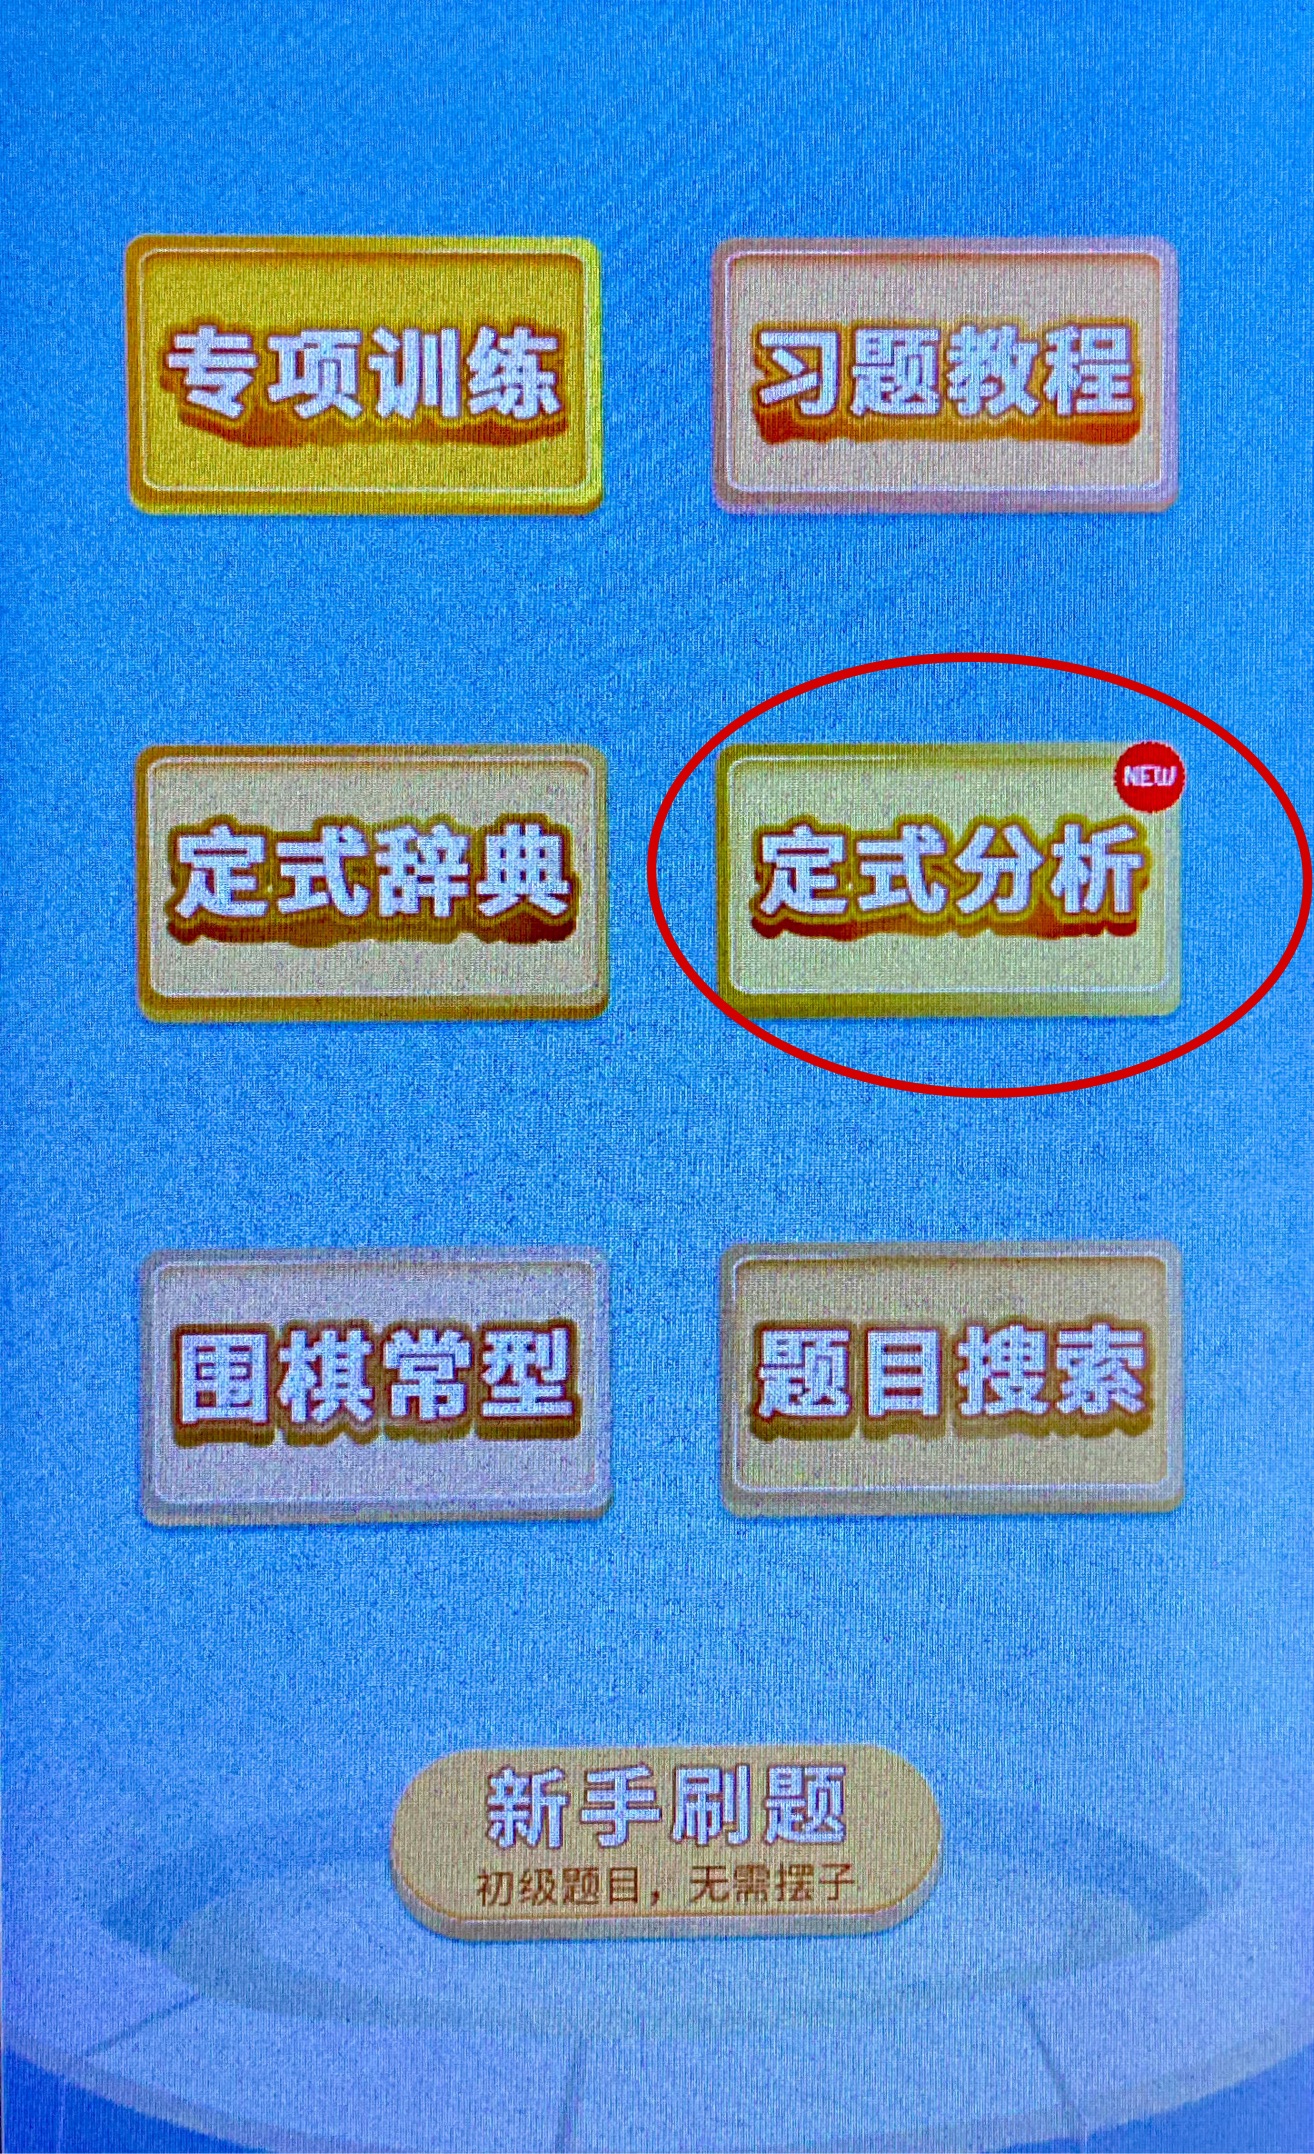 专项训练
习题教程
定式辞典
定式分析
NEW
围棋常型
题目搜索
新手刷题
初级题目，无需摆子